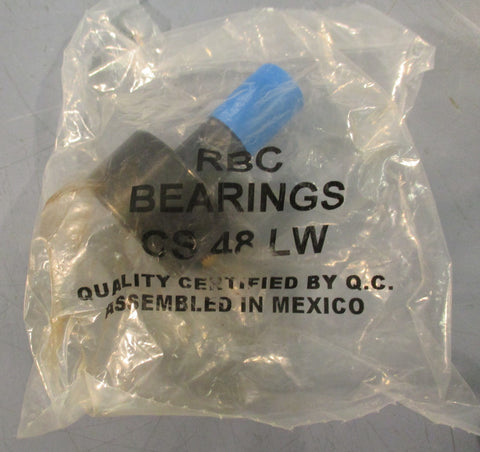 RBC
BEARINGS
CS 48 LW
QUALITY CERTIFIED BY Q.C.
ASSEMBLED IN MEXICO